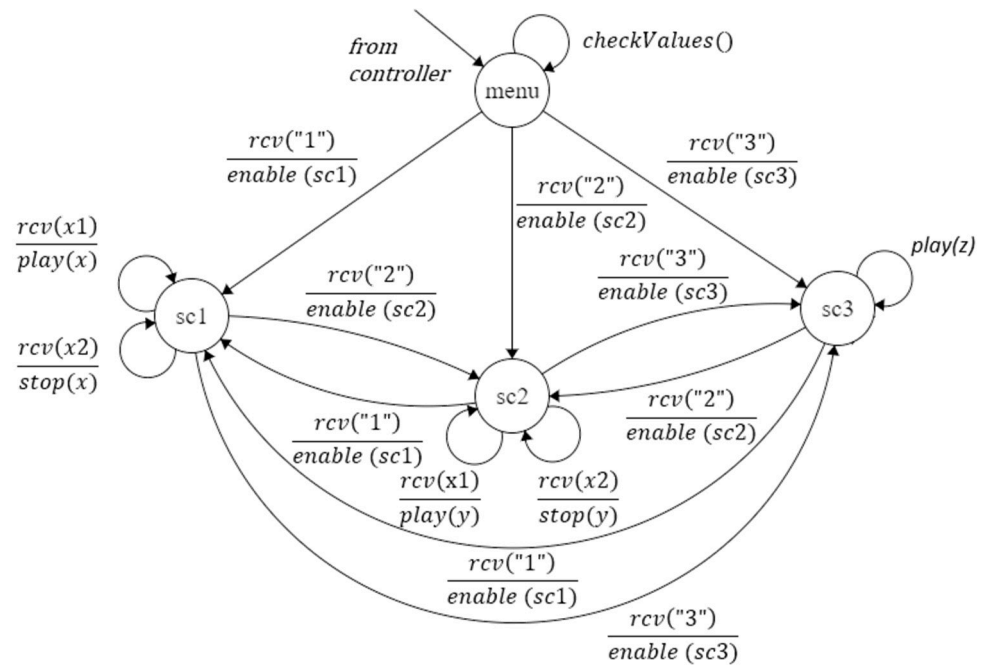 from
controller
checkValues()
menu
rcv("1")
enable (sc1)
rcv("2")
enable (sc2)
rcv("3")
enable (sc3)
rcv(x1)
play(x)
rcv("2")
enable (sc2)
rcv("3")
enable (sc3)
play(z)
sc1
sc3
rcv(x2)
stop(x)
sc2
rcv("1")
enable (sc1)
rcv("2")
enable (sc2)
rcv(x1)
play(y)
rcv(x2)
stop(y)
rcv("1")
enable (sc1)
rcv("3")
enable (sc3)